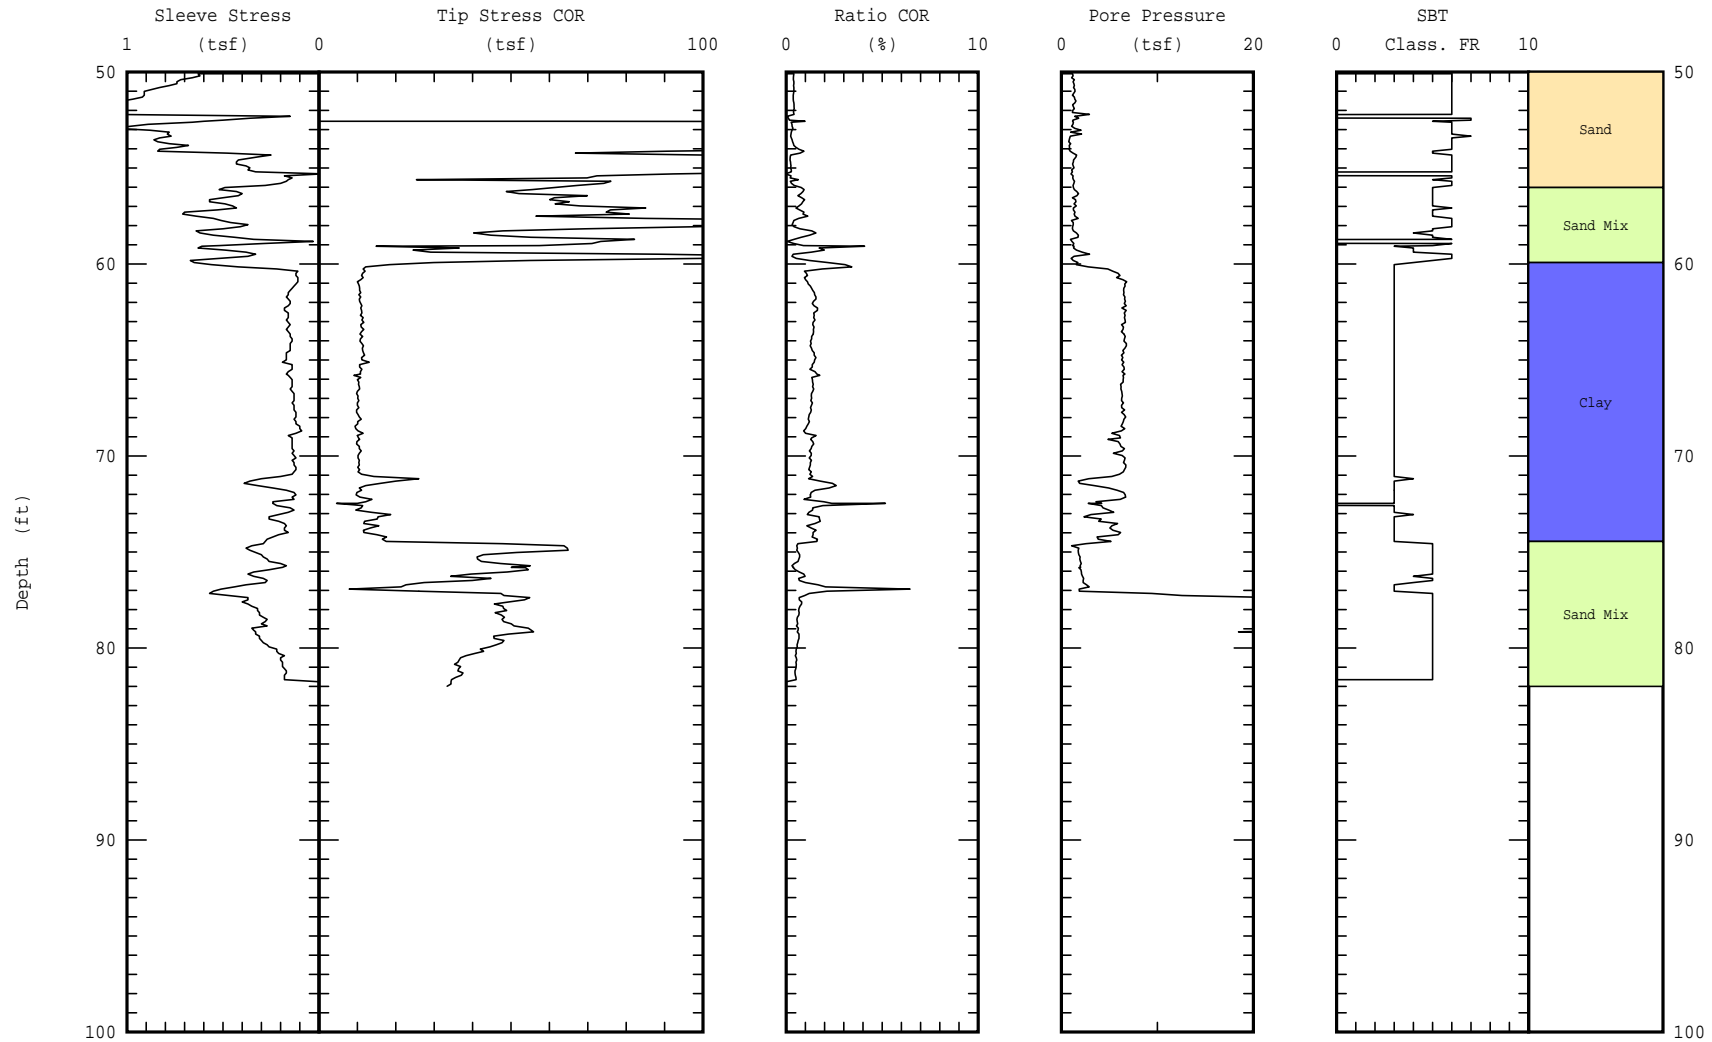 Sleeve Stress Tip Stress COR Ratio COR Pore Pressure SBT
1 (tsf) 0 (tsf) 100 0 (%) 10 0 (tsf) 20 0 Class. FR 10
50 50
Sand
Sand Mix
60 60
Clay
70 70
Depth (ft)
Sand Mix
80 80
90 90
100 100